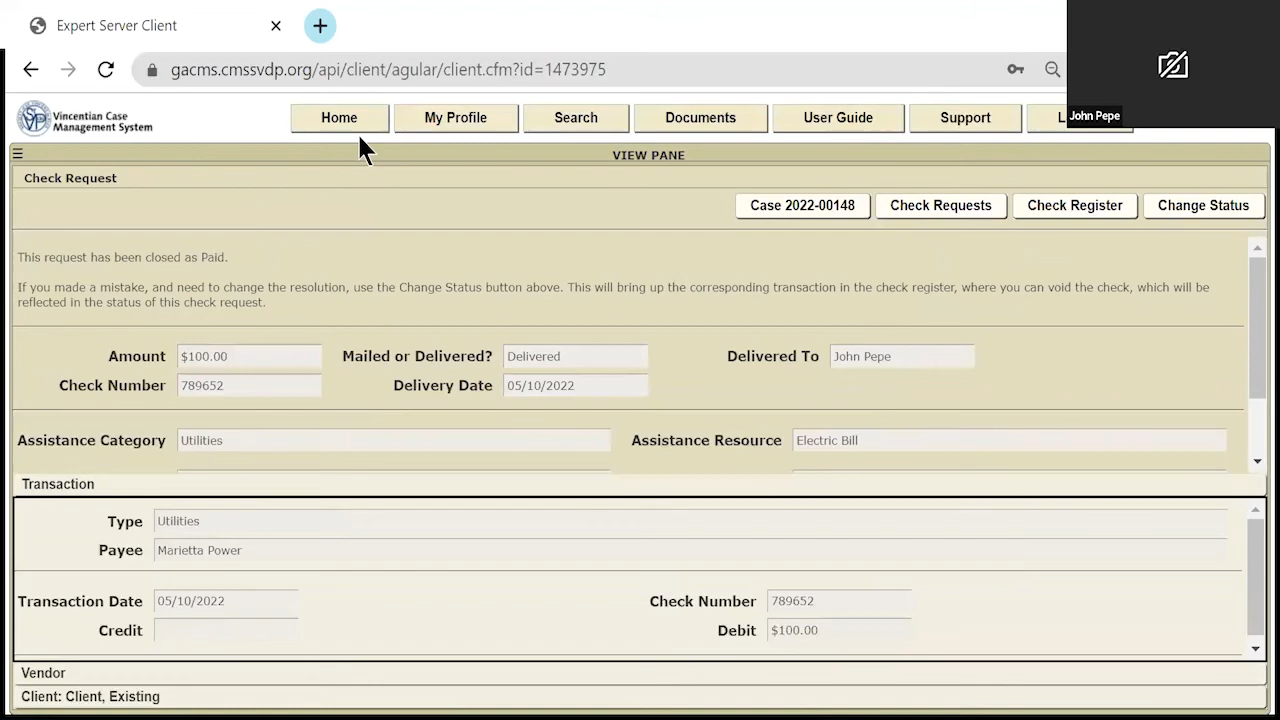 Expert Server Client
gacms.cmssvdp.org/api/client/agular/client.cfm?id=1473975
John Pepe
SVP
Vincentian Case
Management System
Home
My Profile
Search
Documents
User Guide
Support
L
VIEW PANE
Check Request
Case 2022-00148
Check Requests
Check Register
Change Status
This request has been closed as Paid.
If you made a mistake, and need to change the resolution, use the Change Status button above. This will bring up the corresponding transaction in the check register, where you can void the check, which will be
reflected in the status of this check request.
Amount $100.00 Mailed or Delivered? Delivered Delivered To John Pepe
Check Number 789652 Delivery Date 05/10/2022
Assistance Category Utilities Assistance Resource Electric Bill
Transaction
Type Utilities
Payee Marietta Power
Transaction Date 05/10/2022 Check Number 789652
Credit Debit $100.00
Vendor
Client: Client, Existing